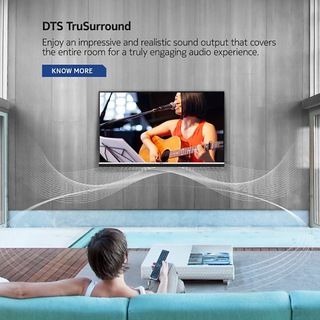 DTS TruSurround
Enjoy an impressive and realistic sound output that covers
the entire room for a truly engaging audio experience.
KNOW MORE